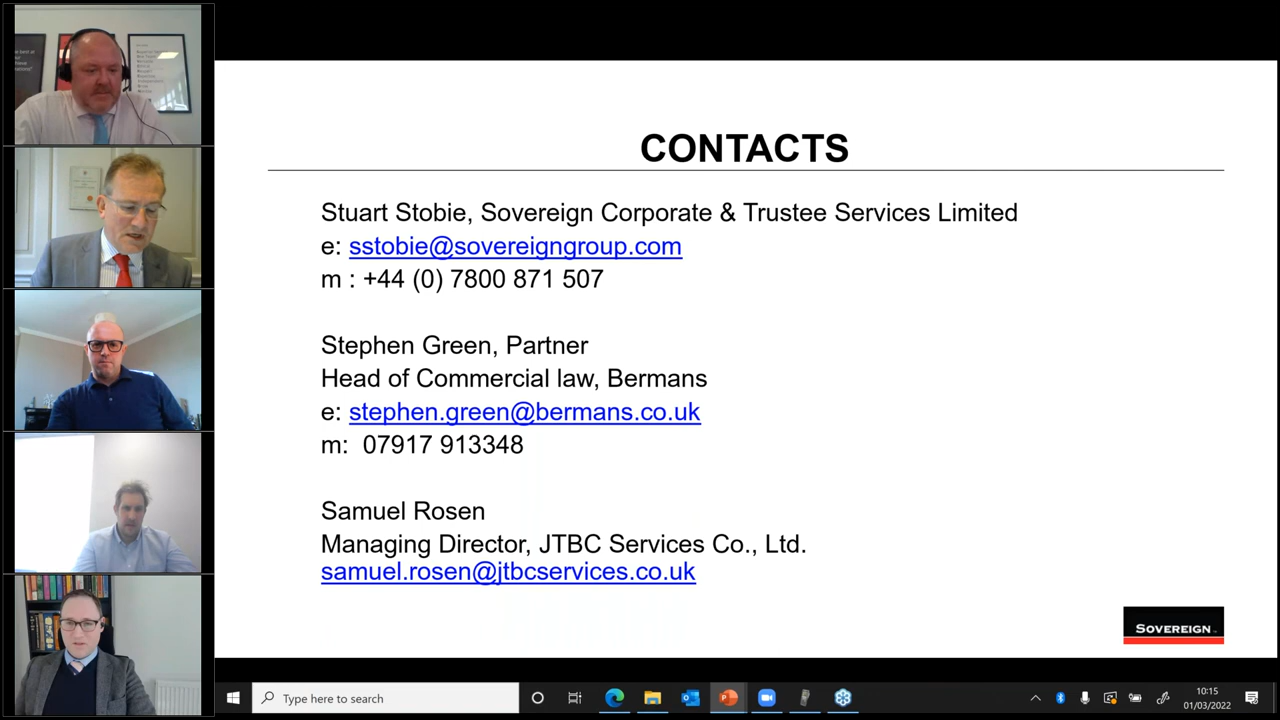 CONTACTS
Stuart Stobie, Sovereign Corporate & Trustee Services Limited
e: sstobie@sovereigngroup.com
m : +44 (0) 7800 871 507
Stephen Green, Partner
Head of Commercial law, Bermans
e: stephen.green@bermans.co.uk
m: 07917 913348
Samuel Rosen
Managing Director, JTBC Services Co., Ltd.
samuel.rosen@jtbcservices.co.uk
SOVEREIGN
Type here to search
10:15
01/03/2022